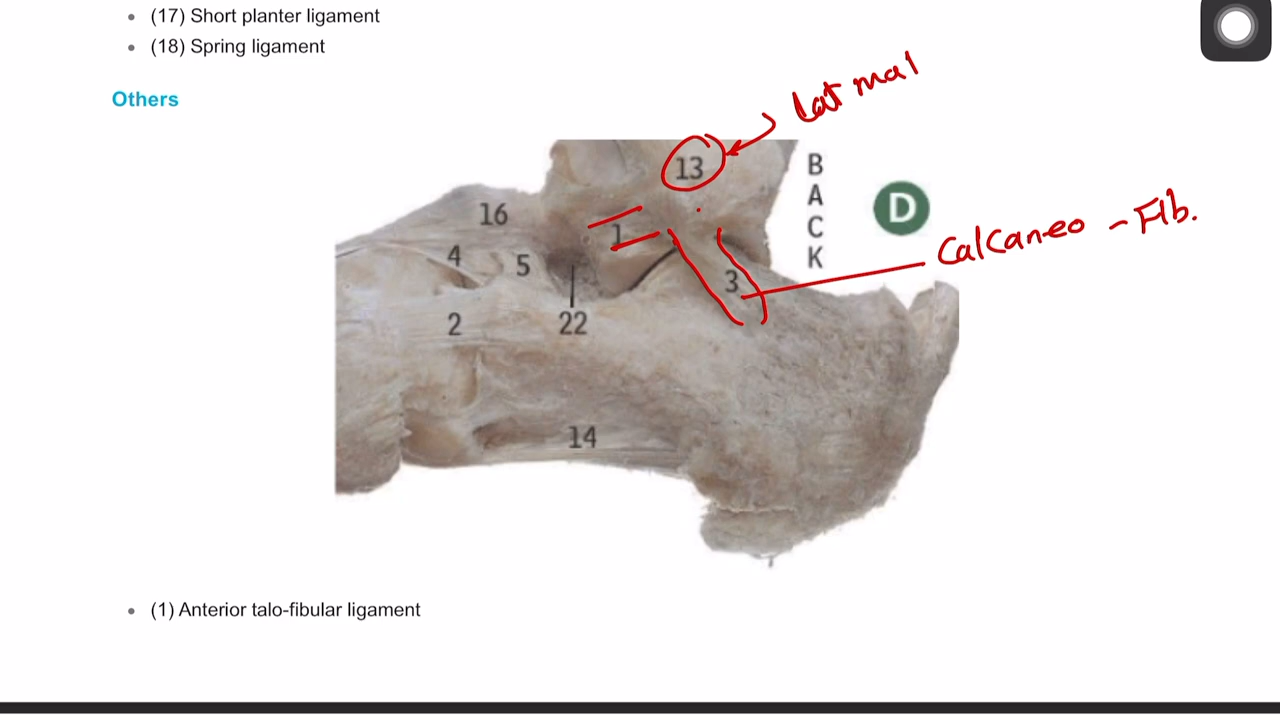 (17) Short planter ligament
(18) Spring ligament
Others
Lat mal
13
BACK
D
16
1
Calcaneo - Fib.
4
5
3
2
22
14
(1) Anterior talo-fibular ligament